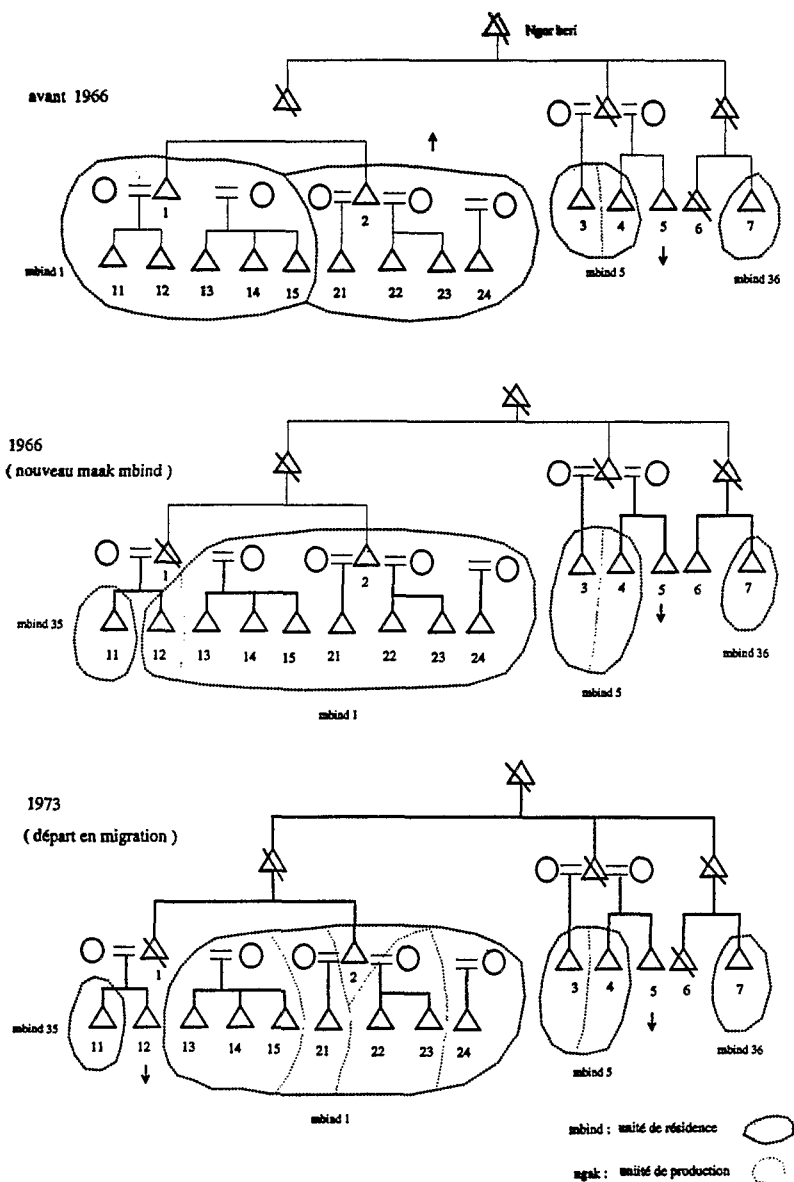 Ngor beri
avant 1966
1
2
3 4 5 6 7
mbind 1
mbind 5
mbind 36
11 12 13 14 15 21 22 23 24
1966
( nouveau maak mbind )
1
2
3 4 5 6 7
mbind 35
mbind 36
11 12 13 14 15 21 22 23 24
mbind 5
mbind 1
1973
( départ en migration )
1
2
3 4 5 6 7
mbind 35
mbind 36
11 12 13 14 15 21 22 23 24
mbind 5
mbind 1
mbind : unité de résidence
ngak : unité de production